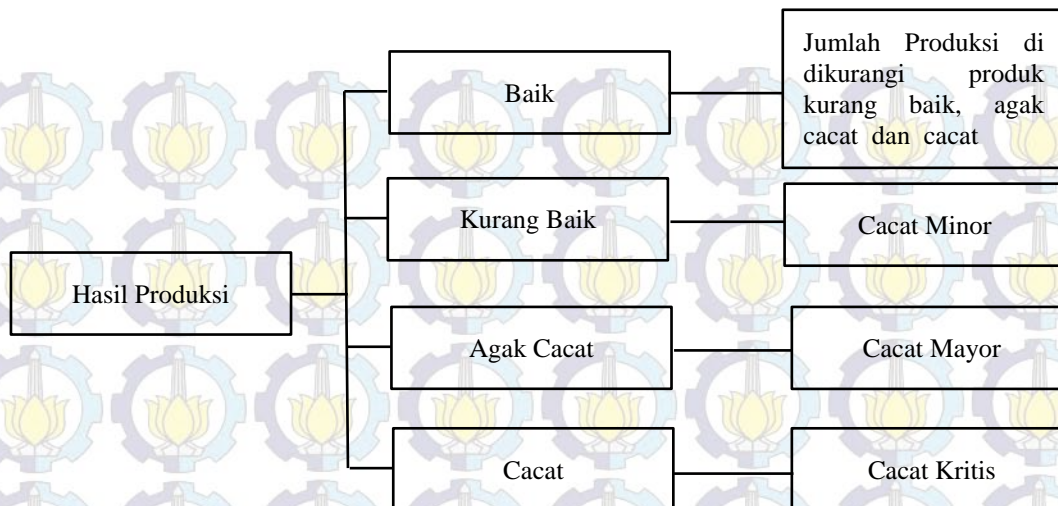 Hasil Produksi
Baik
Jumlah Produksi di
dikurangi produk
kurang baik, agak
cacat dan cacat
Kurang Baik
Cacat Minor
Agak Cacat
Cacat Mayor
Cacat
Cacat Kritis